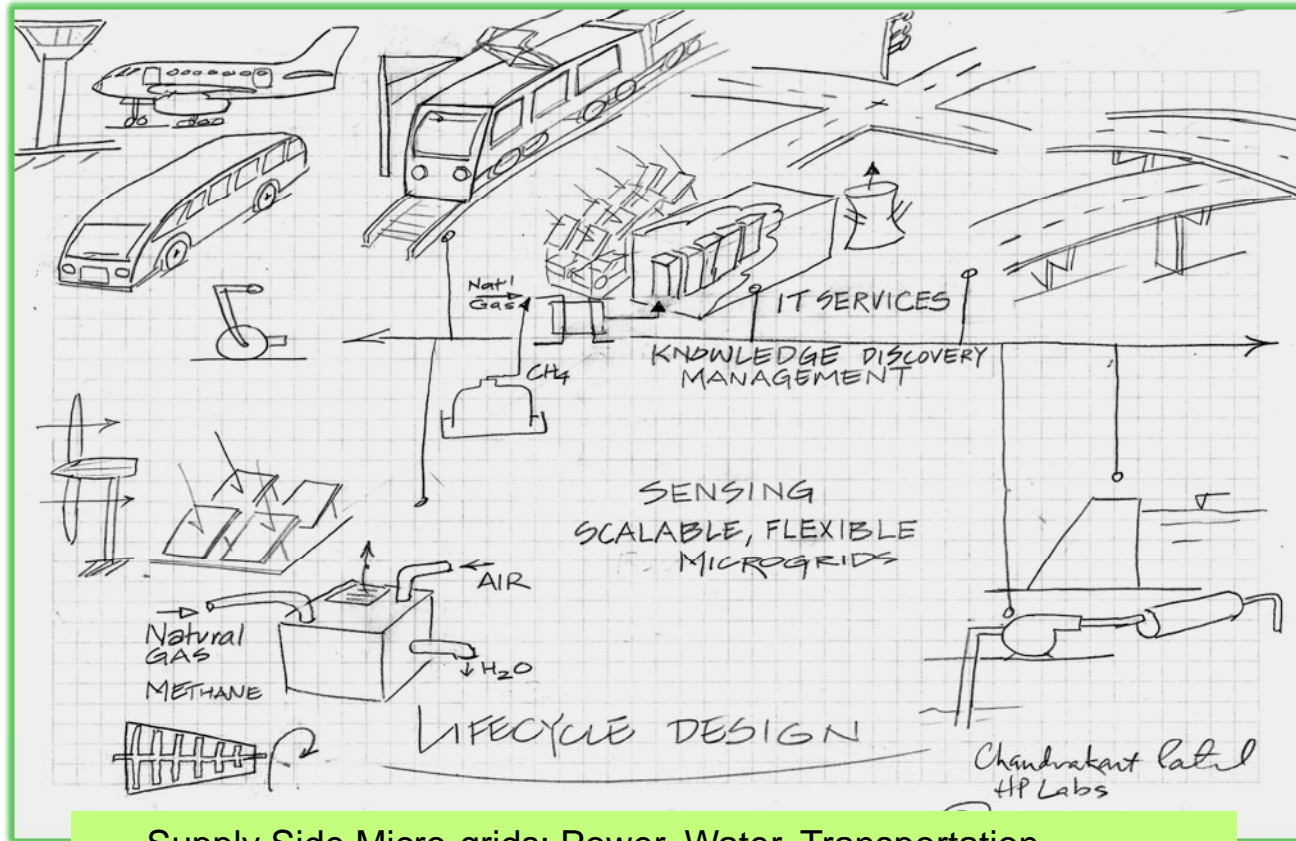 Nat'l
Gas
IT SERVICES
KNOWLEDGE DISCOVERY
MANAGEMENT
CH4
SENSING
SCALABLE, FLEXIBLE
MICROGRIDS
AIR
Natural
GAS
METHANE
H2O
LIFECYCLE DESIGN
Chandrakant Patel
HP Labs
Supply Side Micro-grids: Power, Water, Transportation